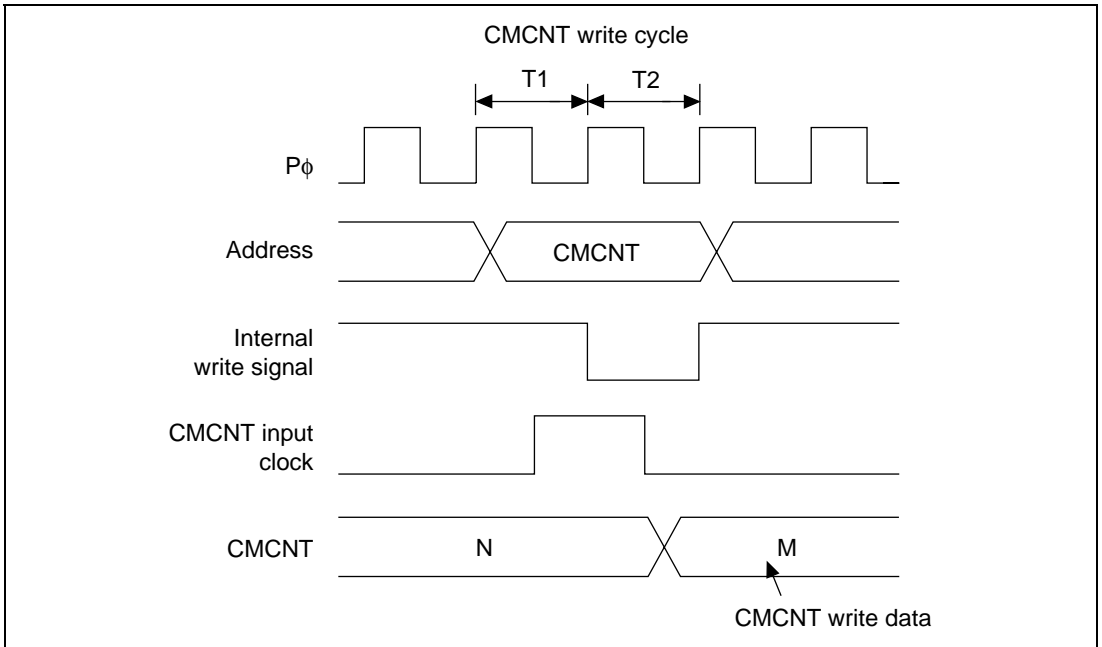 CMCNT write cycle
T1
T2
Pϕ
Address
CMCNT
Internal
write signal
CMCNT input
clock
CMCNT
N
M
CMCNT write data